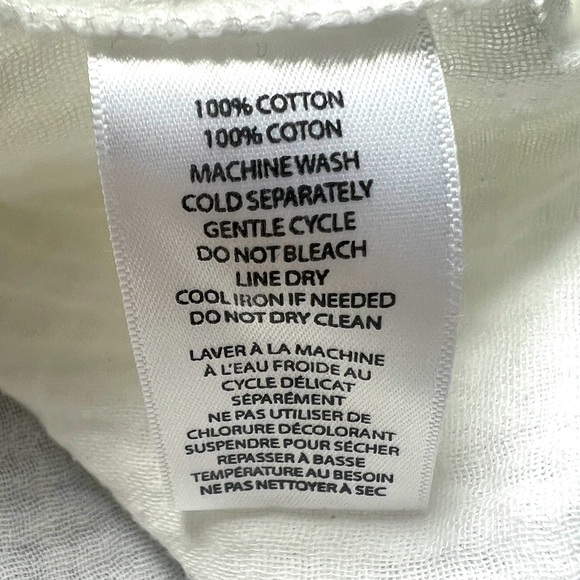 100% COTTON
100% COTON
MACHINE WASH
COLD SEPARATELY
GENTLE CYCLE
DO NOT BLEACH
LINE DRY
COOL IRON IF NEEDED
DO NOT DRY CLEAN
LAVER À LA MACHINE
À L'EAU FROIDE AU
CYCLE DÉLICAT
SÉPARÉMENT
NE PAS UTILISER DE
CHLORURE DÉCOLORANT
SUSPENDRE POUR SÉCHER
REPASSER À BASSE
TEMPÉRATURE AU BESOIN
NE PAS NETTOYER À SEC